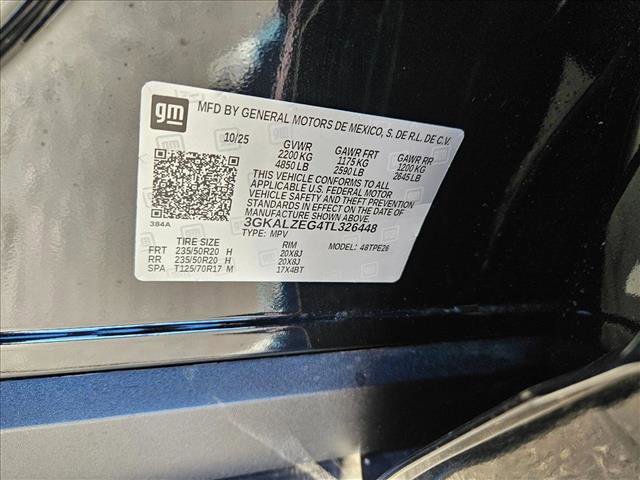 gm
MFD BY GENERAL MOTORS DE MEXICO, S. DE R.L. DE C.V.
10/25 GVWR GAWR FRT GAWR RR
2200 KG 1175 KG 1200 KG
4850 LB 2590 LB 2645 LB
THIS VEHICLE CONFORMS TO ALL
APPLICABLE U.S. FEDERAL MOTOR
VEHICLE SAFETY AND THEFT
PREVENTION STANDARDS IN EFFECT
ON THE DATE OF MANUFACTURE
SHOWN ABOVE.
384A
3GKALZEG4TL326448
TYPE: MPV MODEL: 48TPE26
TIRE SIZE RIM
FRT 235/50R20 H 20X8J
RR 235/50R20 H 20X8J
SPA T125/70R17 M 17X4BT